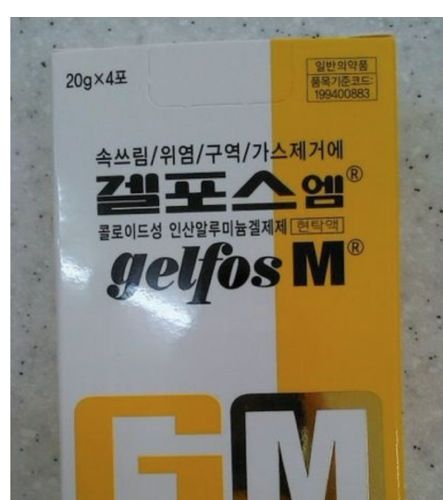 20g×4포
일반의약품
품목기준코드:
199400883
속쓰림/위염/구역/가스제거에
겔포스엠®
콜로이드성 인산알루미늄겔제제 현탁액
gelfos M®
GM